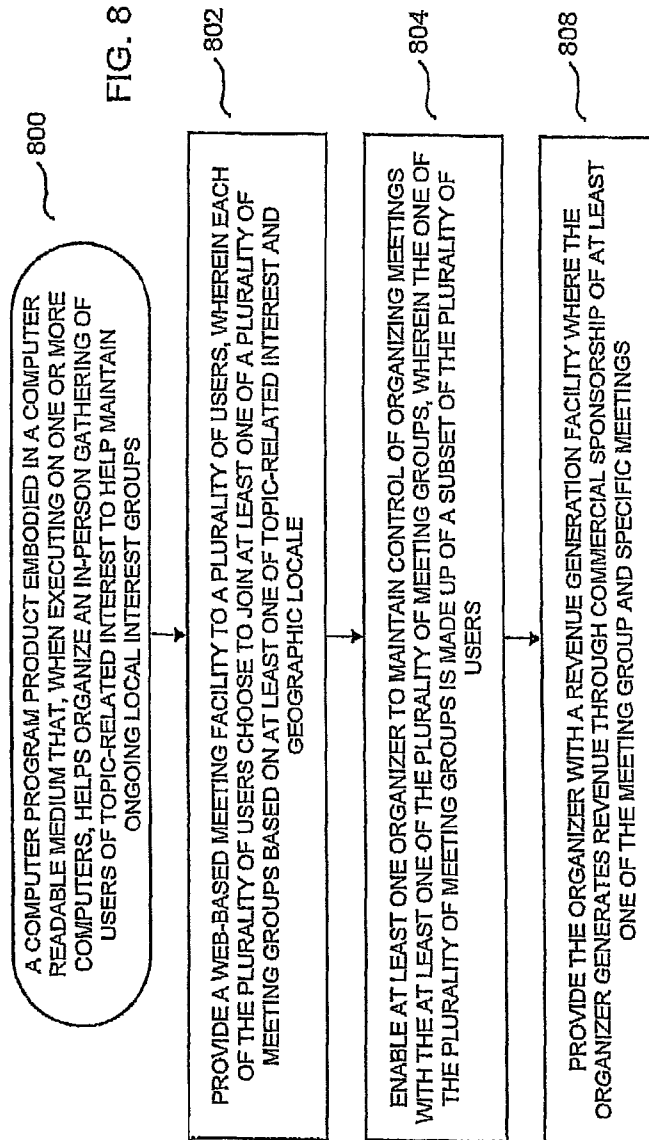 FIG. 8
800
A COMPUTER PROGRAM PRODUCT EMBODIED IN A COMPUTER
READABLE MEDIUM THAT, WHEN EXECUTING ON ONE OR MORE
COMPUTERS, HELPS ORGANIZE AN IN-PERSON GATHERING OF
USERS OF TOPIC-RELATED INTEREST TO HELP MAINTAIN
ONGOING LOCAL INTEREST GROUPS
802
PROVIDE A WEB-BASED MEETING FACILITY TO A PLURALITY OF USERS, WHEREIN EACH
OF THE PLURALITY OF USERS CHOOSE TO JOIN AT LEAST ONE OF A PLURALITY OF
MEETING GROUPS BASED ON AT LEAST ONE OF TOPIC-RELATED INTEREST AND
GEOGRAPHIC LOCALE
804
ENABLE AT LEAST ONE ORGANIZER TO MAINTAIN CONTROL OF ORGANIZING MEETINGS
WITH THE AT LEAST ONE OF THE PLURALITY OF MEETING GROUPS, WHEREIN THE ONE OF
THE PLURALITY OF MEETING GROUPS IS MADE UP OF A SUBSET OF THE PLURALITY OF
USERS
808
PROVIDE THE ORGANIZER WITH A REVENUE GENERATION FACILITY WHERE THE
ORGANIZER GENERATES REVENUE THROUGH COMMERCIAL SPONSORSHIP OF AT LEAST
ONE OF THE MEETING GROUP AND SPECIFIC MEETINGS